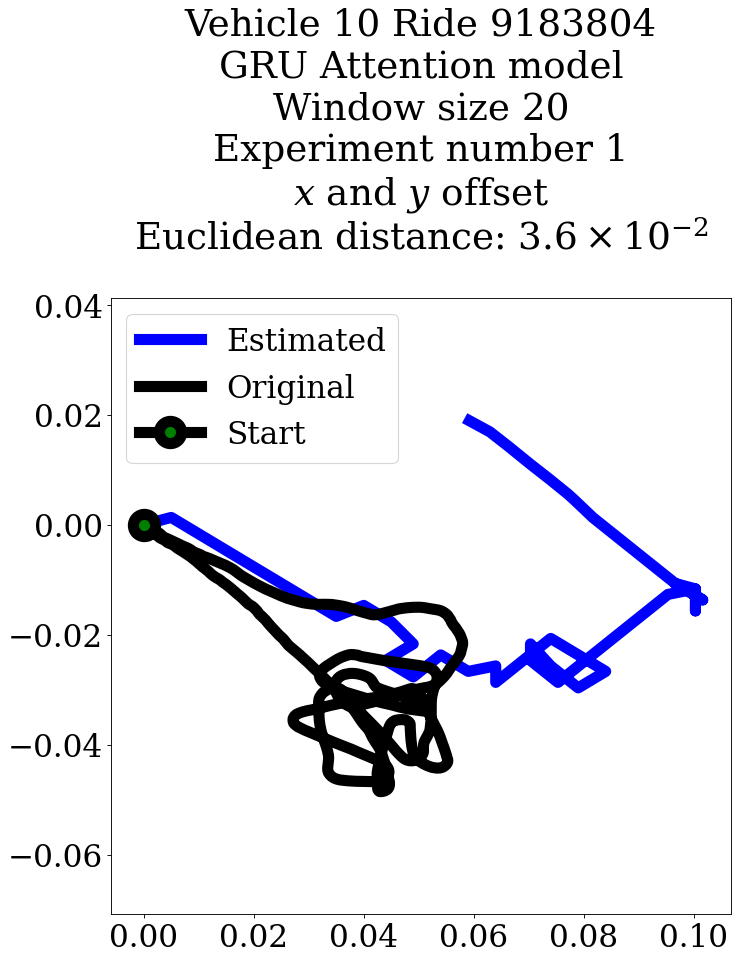 Vehicle 10 Ride 9183804
GRU Attention model
Window size 20
Experiment number 1
x and y offset
Euclidean distance: 3.6 × 10⁻²
0.04
0.02
0.00
−0.02
−0.04
−0.06
Estimated
Original
Start
0.00 0.02 0.04 0.06 0.08 0.10